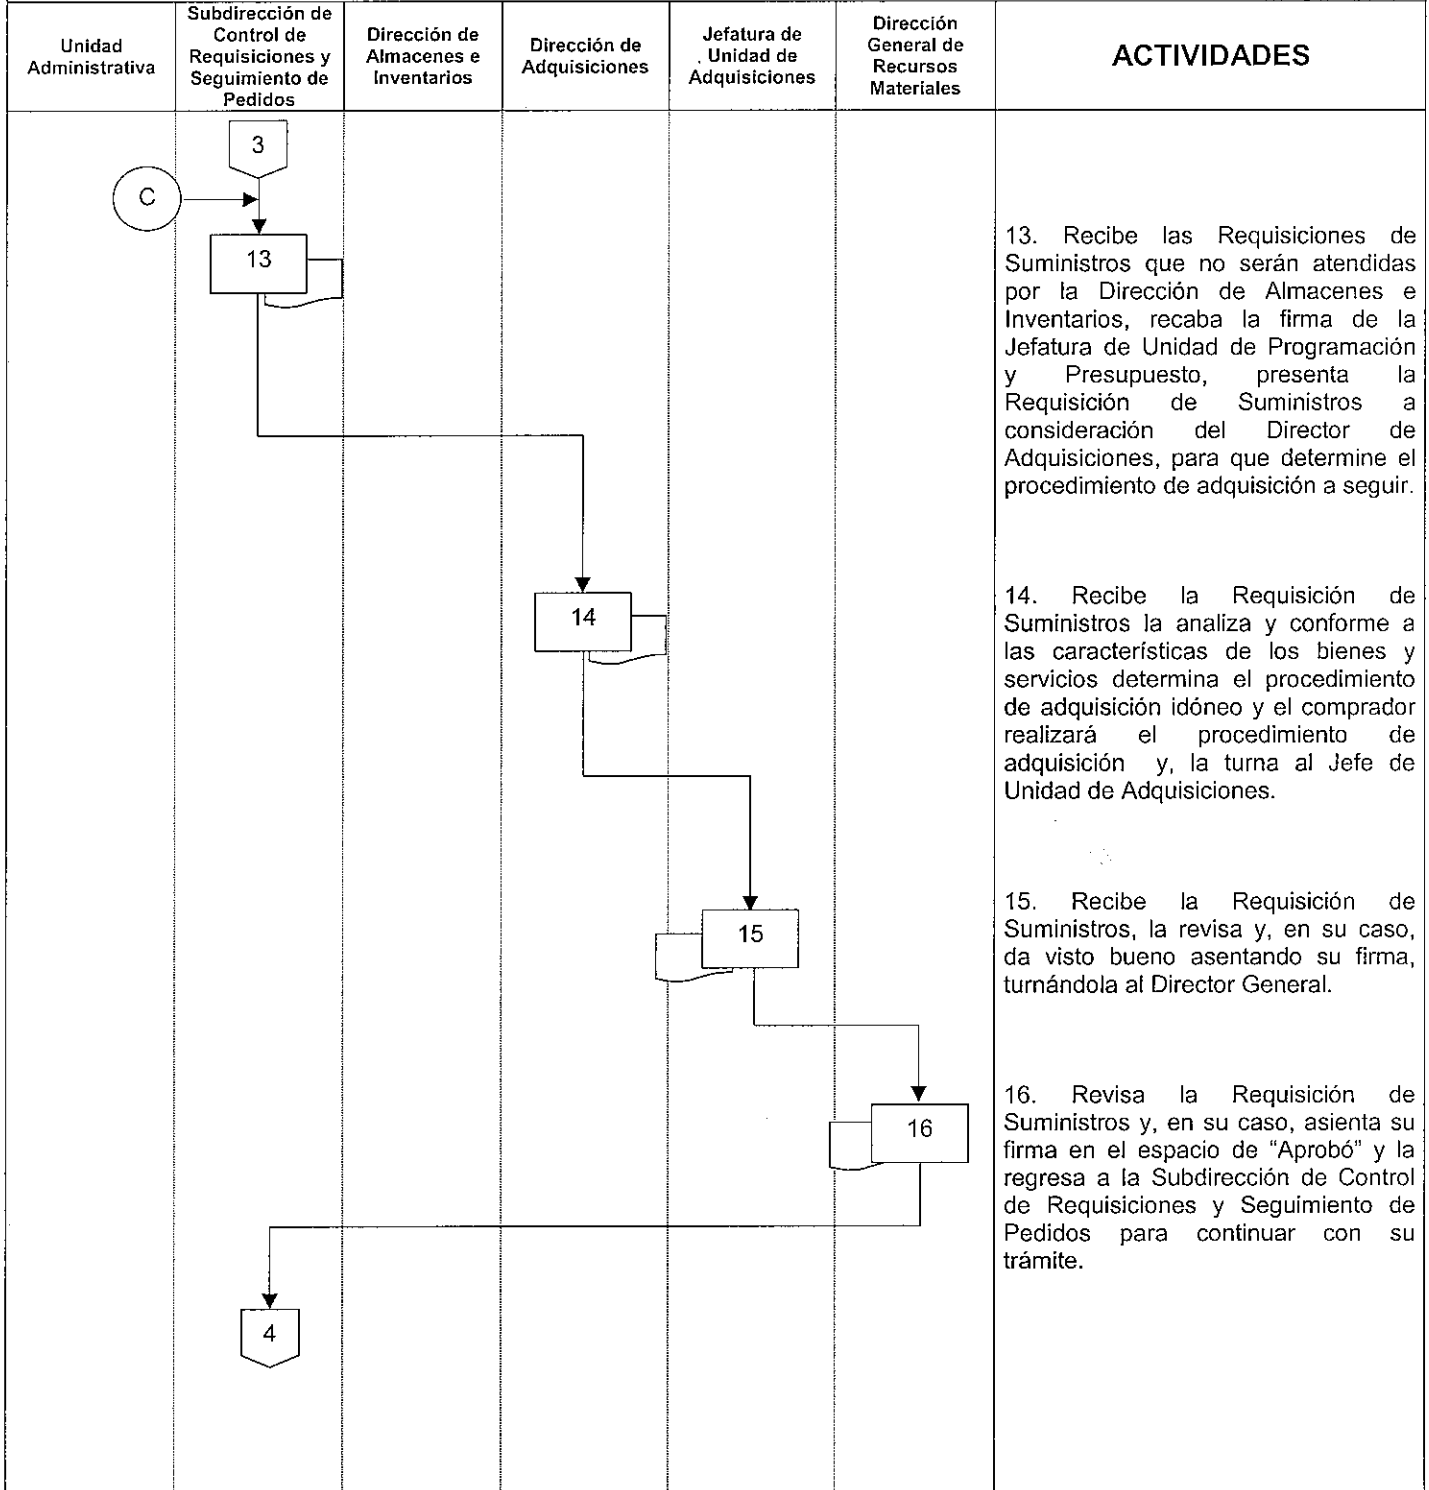 Unidad
Administrativa
Subdirección de
Control de
Requisiciones y
Seguimiento de
Pedidos
Dirección de
Almacenes e
Inventarios
Dirección de
Adquisiciones
Jefatura de
Unidad de
Adquisiciones
Dirección
General de
Recursos
Materiales
ACTIVIDADES
3
C
13
13. Recibe las Requisiciones de
Suministros que no serán atendidas
por la Dirección de Almacenes e
Inventarios, recaba la firma de la
Jefatura de Unidad de Programación
y Presupuesto, presenta la
Requisición de Suministros a
consideración del Director de
Adquisiciones, para que determine el
procedimiento de adquisición a seguir.
14
14. Recibe la Requisición de
Suministros la analiza y conforme a
las características de los bienes y
servicios determina el procedimiento
de adquisición idóneo y el comprador
realizará el procedimiento de
adquisición y, la turna al Jefe de
Unidad de Adquisiciones.
15
15. Recibe la Requisición de
Suministros, la revisa y, en su caso,
da visto bueno asentando su firma,
turnándola al Director General.
16
16. Revisa la Requisición de
Suministros y, en su caso, asienta su
firma en el espacio de “Aprobó” y la
regresa a la Subdirección de Control
de Requisiciones y Seguimiento de
Pedidos para continuar con su
trámite.
4